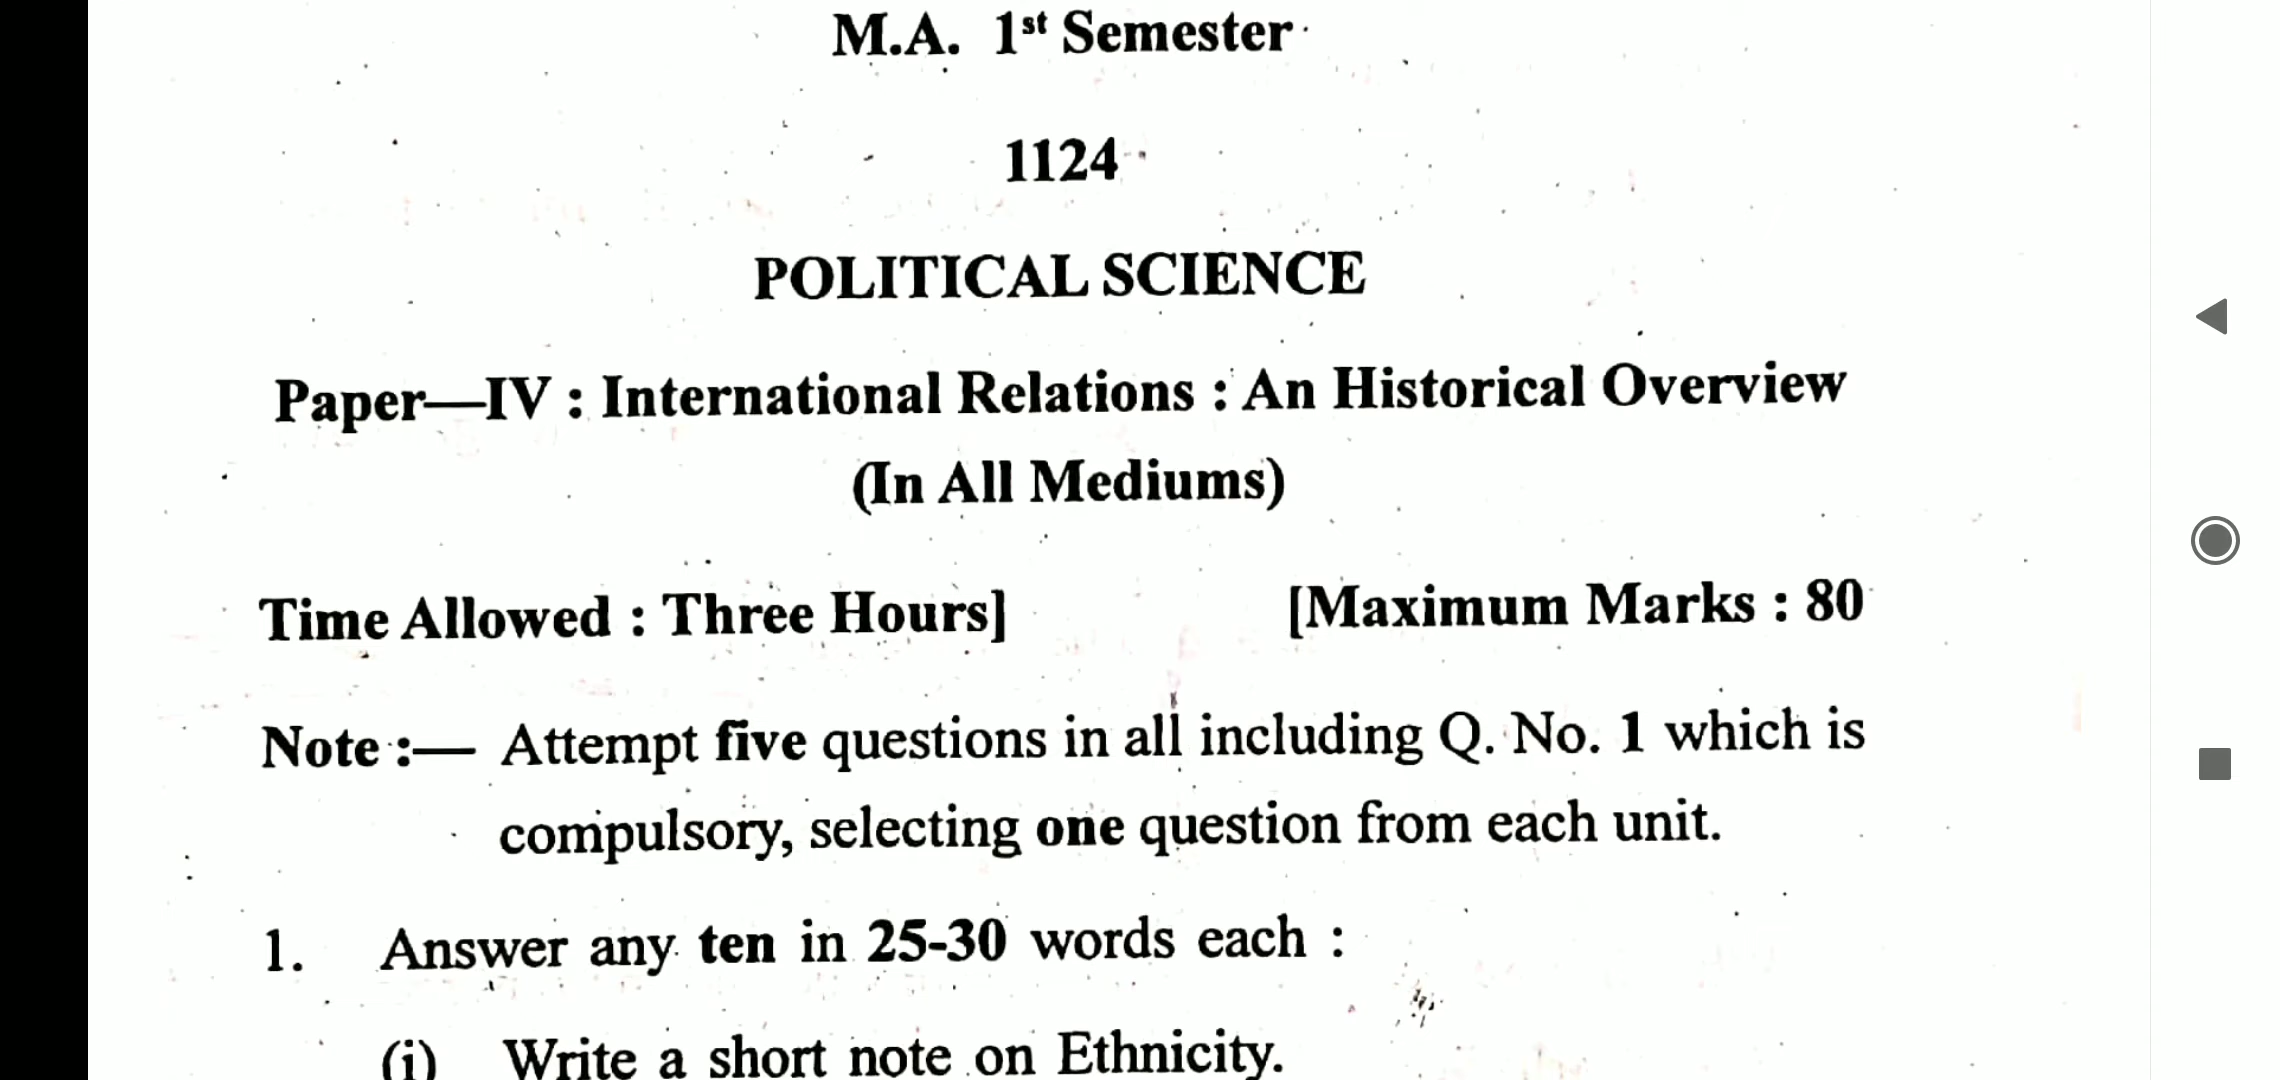 M.A. 1st Semester
1124
POLITICAL SCIENCE
Paper—IV : International Relations : An Historical Overview
(In All Mediums)
Time Allowed : Three Hours] [Maximum Marks : 80
Note :— Attempt five questions in all including Q. No. 1 which is
compulsory, selecting one question from each unit.
1. Answer any ten in 25-30 words each :
(i) Write a short note on Ethnicity.